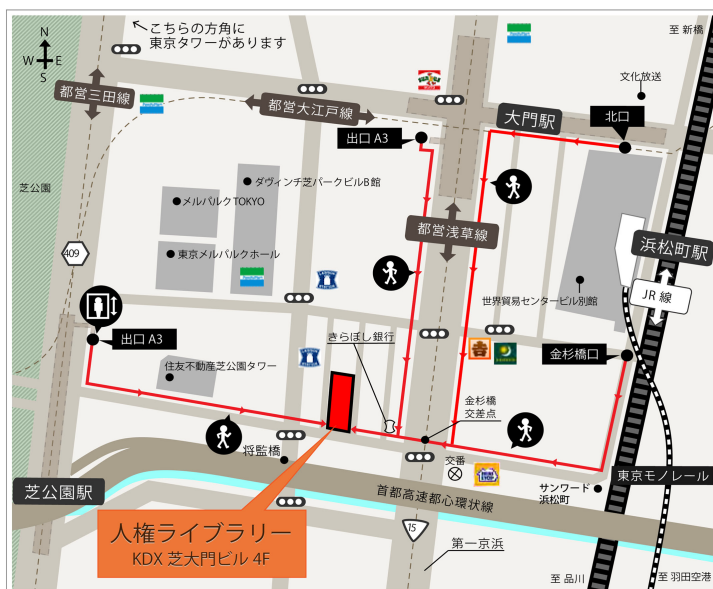 こちらの方角に
東京タワーがあります
N
W E
S
至 新橋
都営三田線
都営大江戸線
文化放送
大門駅
北口
出口 A3
芝公園
ダヴィンチ芝パークビルB館
メルパルクTOKYO
都営浅草線
浜松町駅
409
東京メルパルクホール
FamilyMart
世界貿易センタービル別館
JR 線
出口 A3
きらぼし銀行
金杉橋口
住友不動産芝公園タワー
金杉橋
交差点
将監橋
交番
サンワード
浜松町
東京モノレール
芝公園駅
首都高速都心環状線
人権ライブラリー
KDX 芝大門ビル 4F
15
第一京浜
至 品川
至 羽田空港